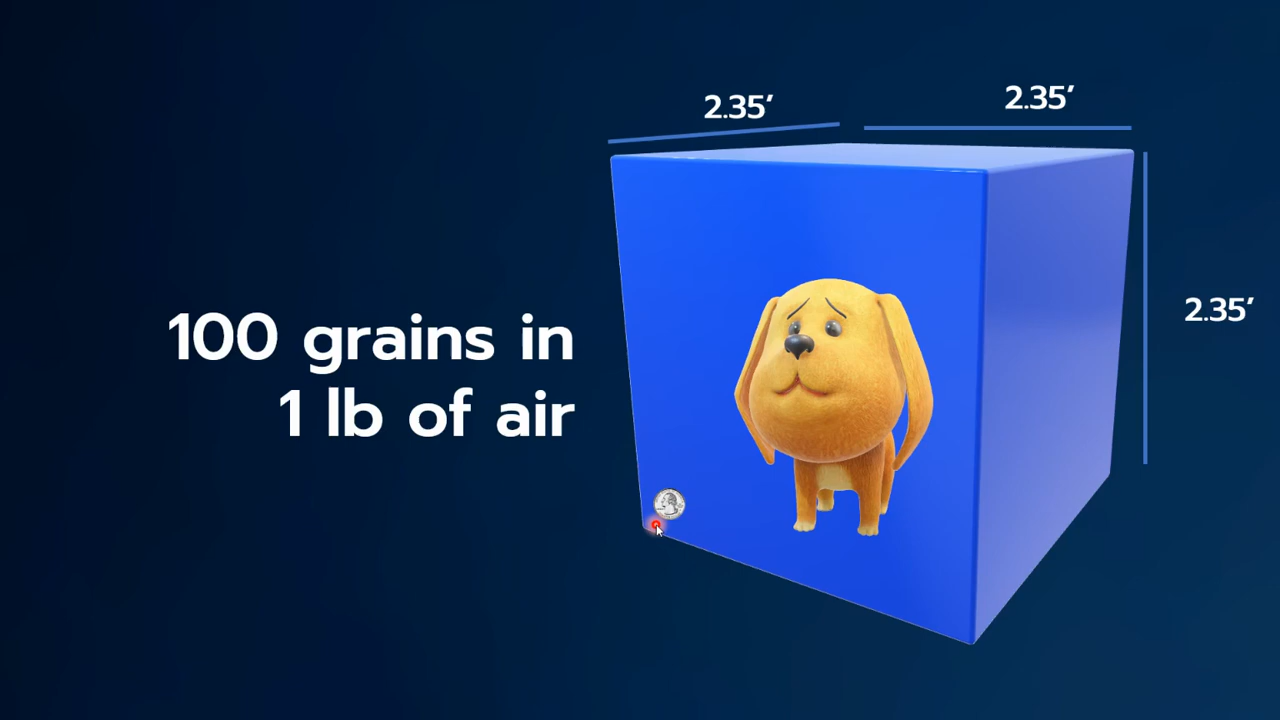 2.35’
2.35’
2.35’
100 grains in
1 lb of air